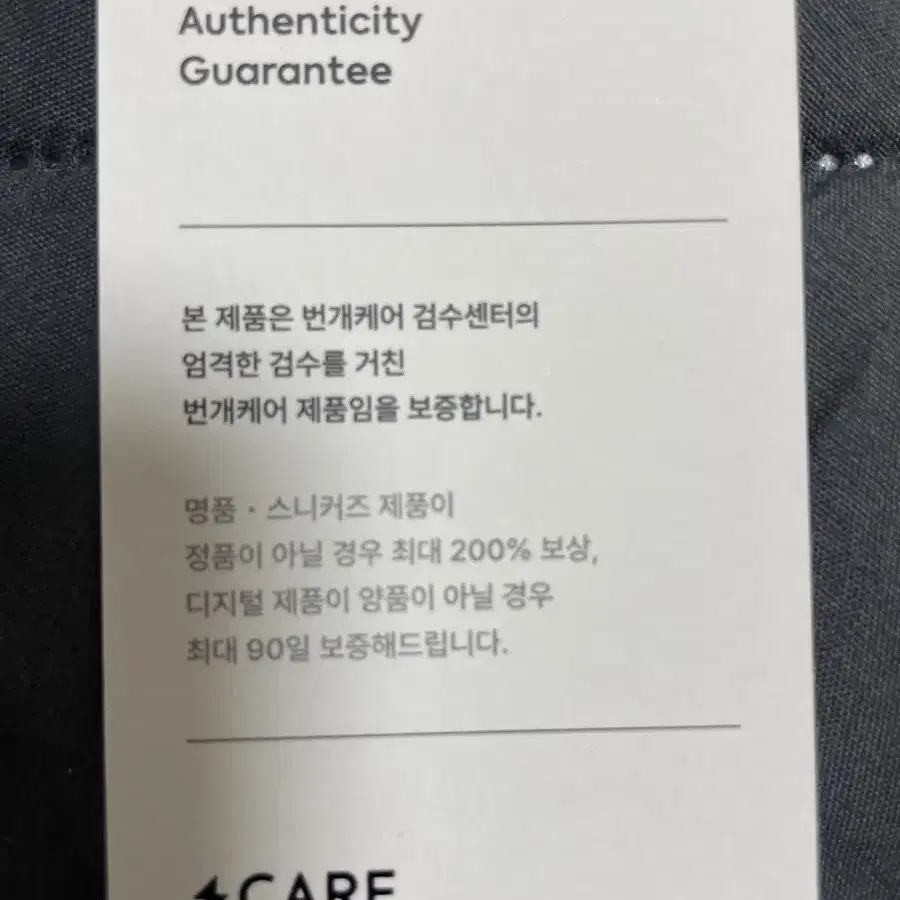 Authenticity
Guarantee
본 제품은 번개케어 검수센터의
엄격한 검수를 거친
번개케어 제품임을 보증합니다.
명품 · 스니커즈 제품이
정품이 아닐 경우 최대 200% 보상,
디지털 제품이 양품이 아닐 경우
최대 90일 보증해드립니다.
CARE